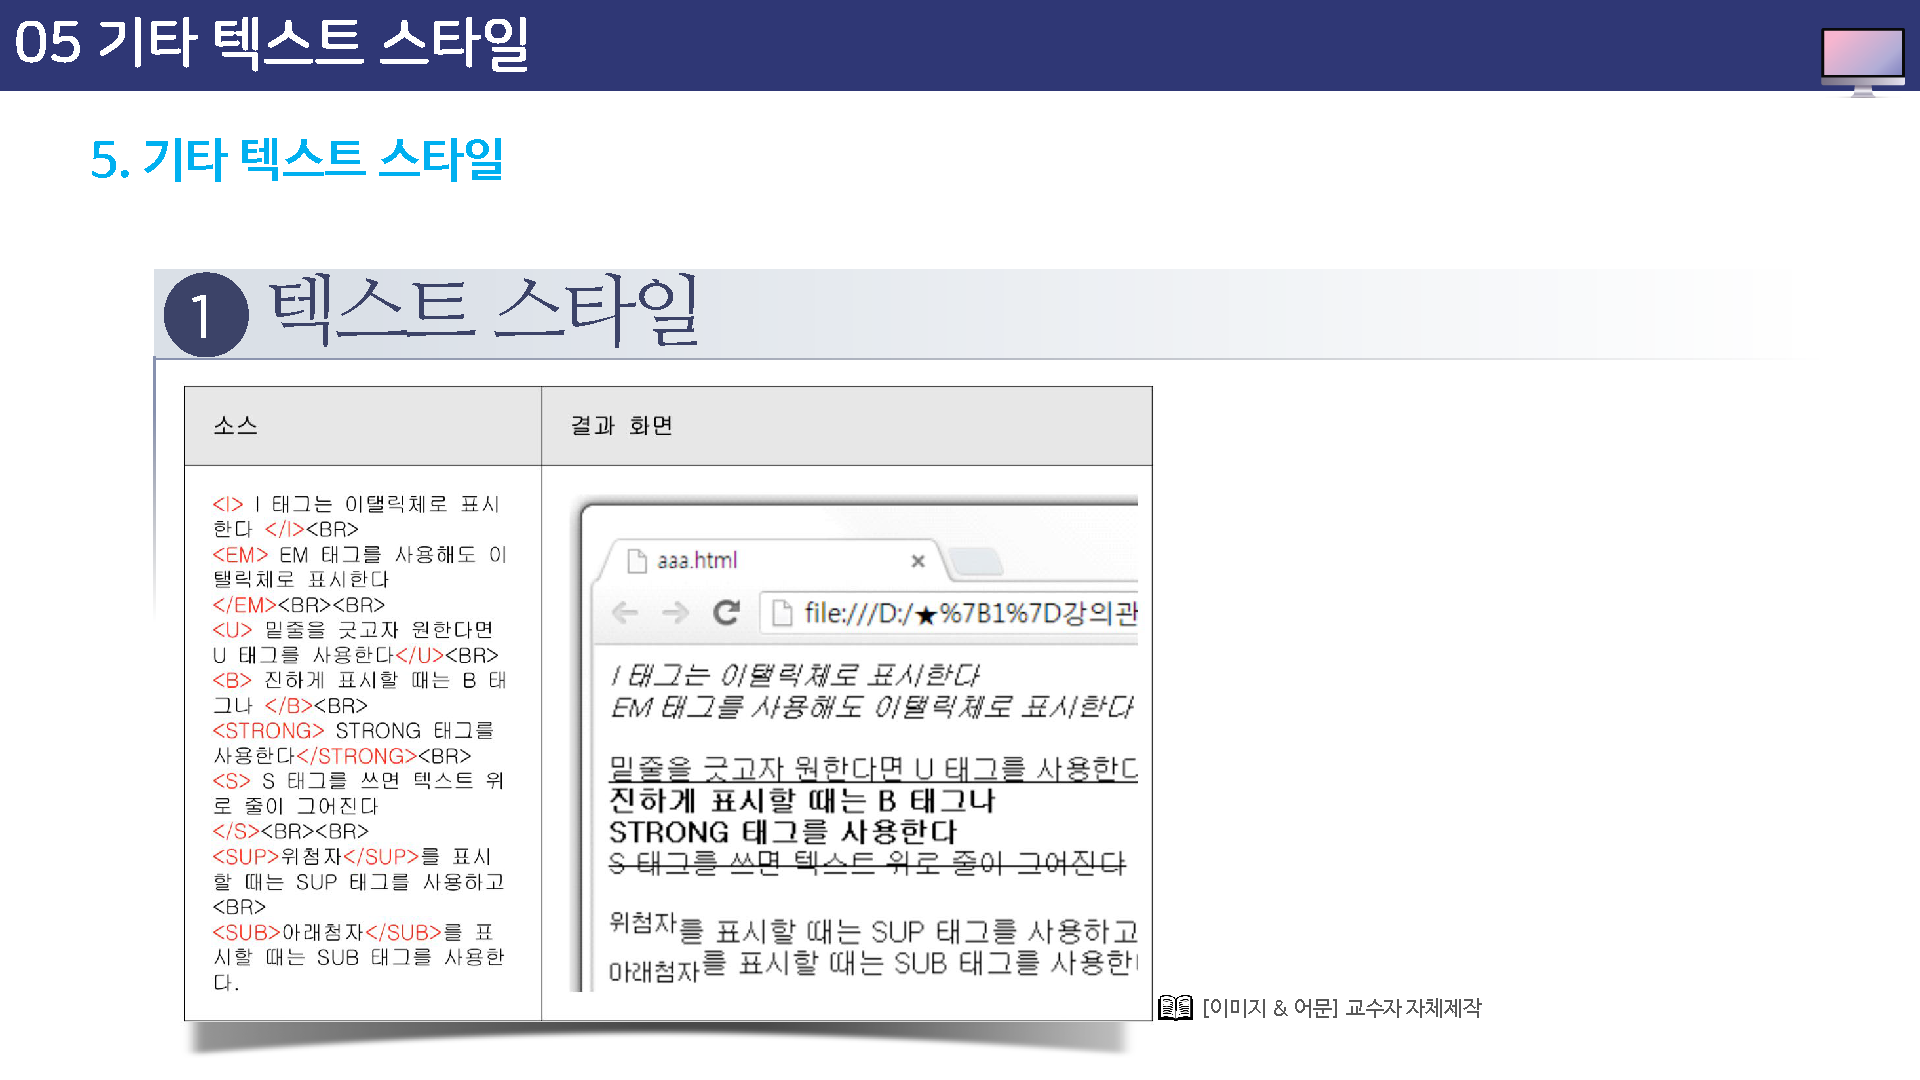 05 기타 텍스트 스타일
5. 기타 텍스트 스타일
1 텍스트 스타일
소스
<I> I 태그는 이탤릭체로 표시
한다 </I><BR>
<EM> EM 태그를 사용해도 이
탤릭체로 표시한다
</EM><BR><BR>
<U> 밑줄을 긋고자 원한다면
U 태그를 사용한다</U><BR>
<B> 진하게 표시할 때는 B 태
그나 </B><BR>
<STRONG> STRONG 태그를
사용한다</STRONG><BR>
<S> S 태그를 쓰면 텍스트 위
로 줄이 그어진다
</S><BR><BR>
<SUP>위첨자</SUP>를 표시
할 때는 SUP 태그를 사용하고
<BR>
<SUB>아래첨자</SUB>를 표
시할 때는 SUB 태그를 사용한
다.
결과 화면
aaa.html
file:///D:/★%7B1%7D강의관
I 태그는 이탤릭체로 표시한다
EM 태그를 사용해도 이탤릭체로 표시한다
밑줄을 긋고자 원한다면 U 태그를 사용한다
진하게 표시할 때는 B 태그나
STRONG 태그를 사용한다
S 태그를 쓰면 텍스트 위로 줄이 그어진다
위첨자를 표시할 때는 SUP 태그를 사용하고
아래첨자를 표시할 때는 SUB 태그를 사용한
[이미지 & 어문] 교수자 자체제작